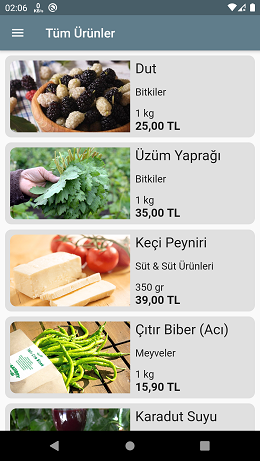 02:06 0 KB/s
Tüm Ürünler
Dut
Bitkiler
1 kg
25,00 TL
Üzüm Yaprağı
Bitkiler
1 kg
35,00 TL
Keçi Peyniri
Süt & Süt Ürünleri
350 gr
39,00 TL
Çıtır Biber (Acı)
Meyveler
1 kg
15,90 TL
Karadut Suyu